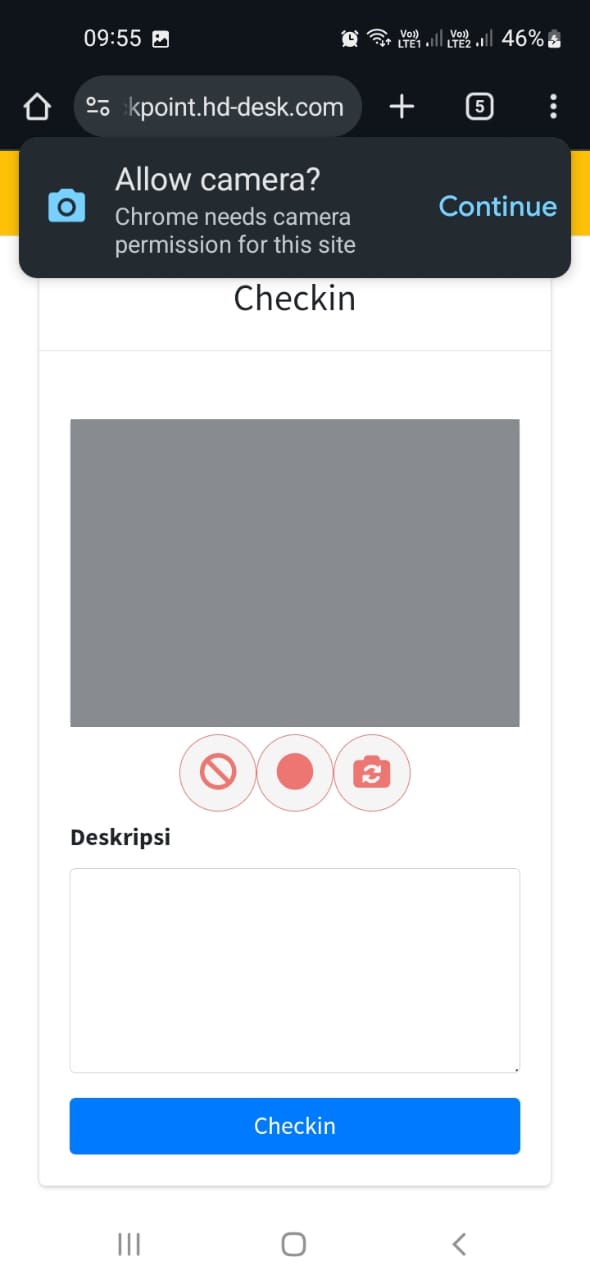 09:55
Vo)) LTE1 Vo)) LTE2 46%
kpoint.hd-desk.com
5
Allow camera?
Chrome needs camera
permission for this site
Continue
Checkin
Deskripsi
Checkin